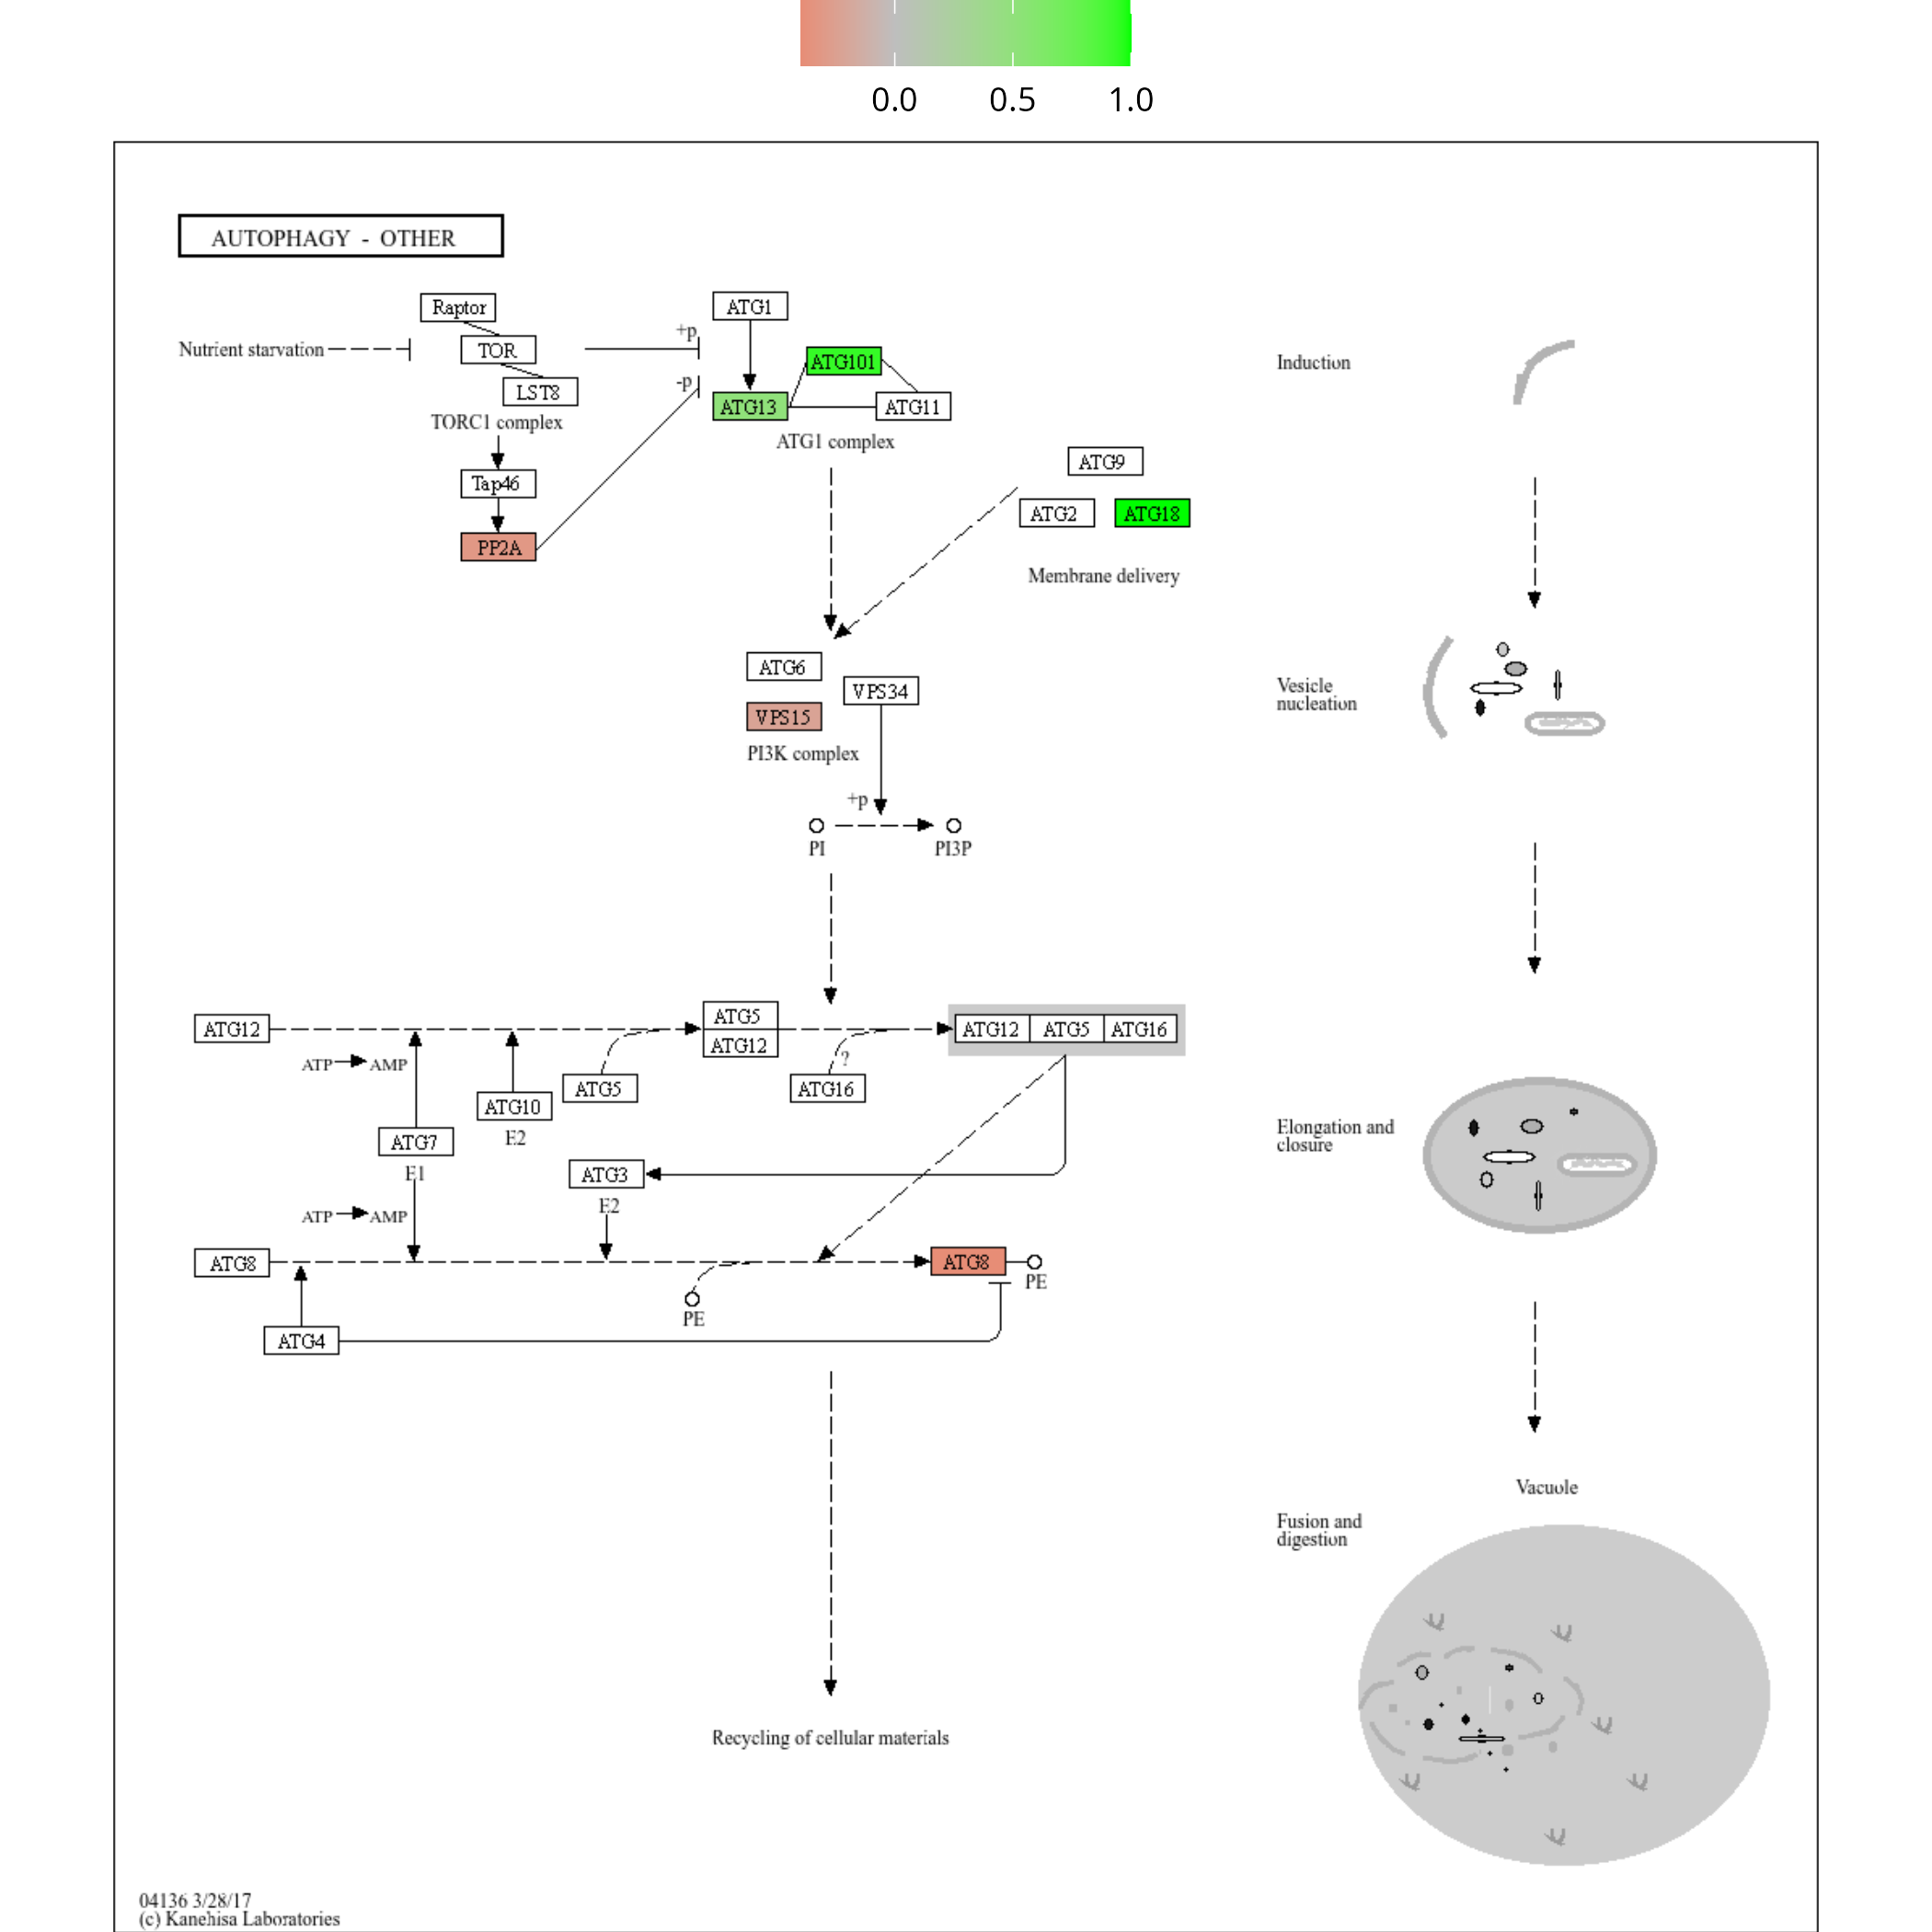 0.0 0.5 1.0
AUTOPHAGY - OTHER
Raptor
TOR
LST8
TORC1 complex
Nutrient starvation
+p
-p
ATG1
ATG101
ATG13
ATG11
ATG1 complex
Induction
Tap46
PP2A
ATG9
ATG2
ATG18
Membrane delivery
ATG6
VPS34
VPS15
PI3K complex
+p
PI
PI3P
Vesicle
nucleation
ATG12
ATG5
ATG12
ATG12 ATG5 ATG16
ATP AMP
?
ATG5
ATG16
ATG10
E2
ATG7
E1
ATG3
E2
Elongation and
closure
ATP AMP
ATG8
ATG8
PE
PE
ATG4
Vacuole
Fusion and
digestion
Recycling of cellular materials
04136 3/28/17
(c) Kanehisa Laboratories